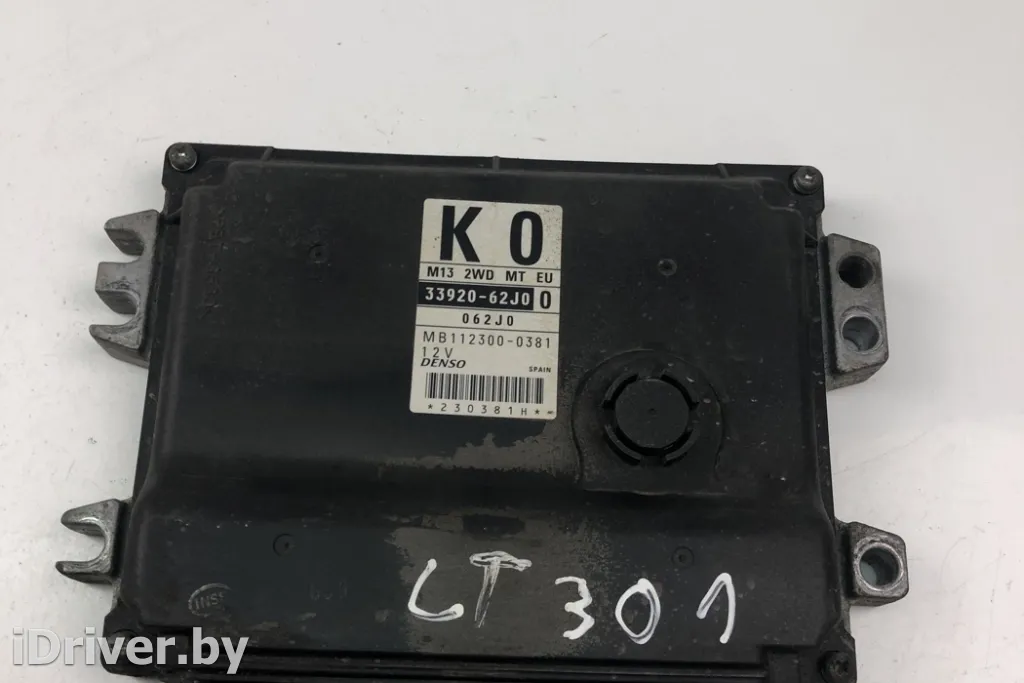 K 0
M13 2WD MT EU
33920-62J0 0
062J0
MB112300-0381
12V
DENSO SPAIN
*230381H*
LT 301
iDriver.by